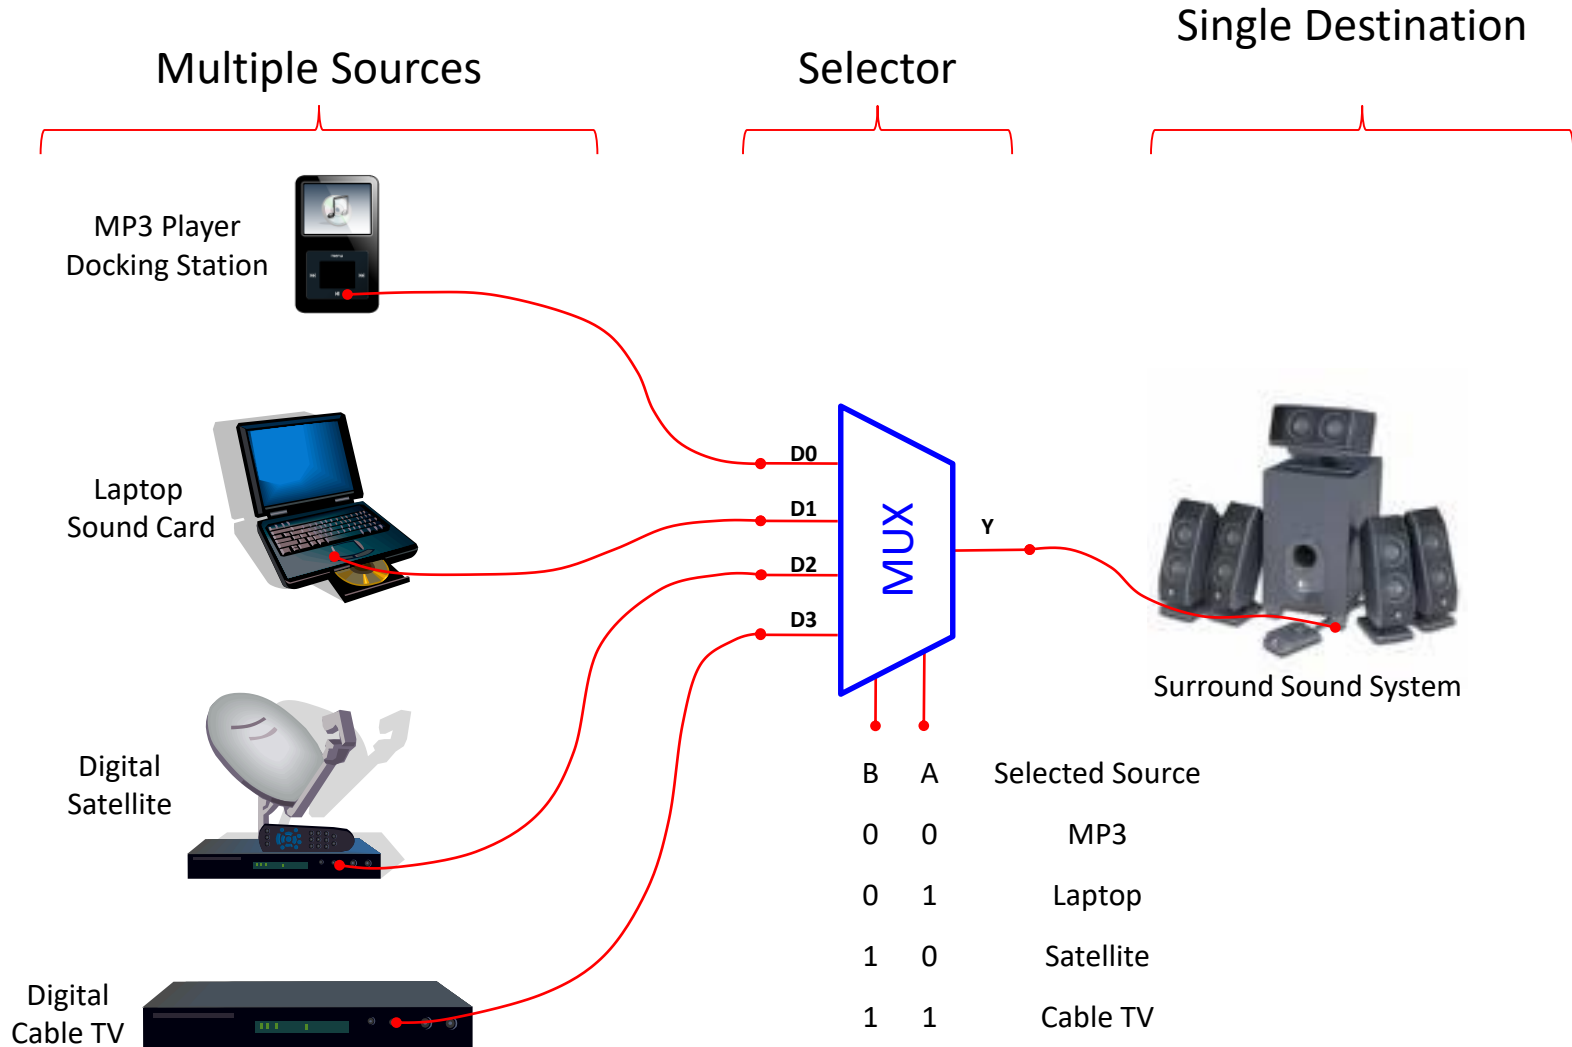 Single Destination
Multiple Sources
Selector
MP3 Player
Docking Station
Laptop
Sound Card
Digital
Satellite
Digital
Cable TV
D0
D1
D2
D3
MUX
Y
Surround Sound System
B A Selected Source
0 0 MP3
0 1 Laptop
1 0 Satellite
1 1 Cable TV